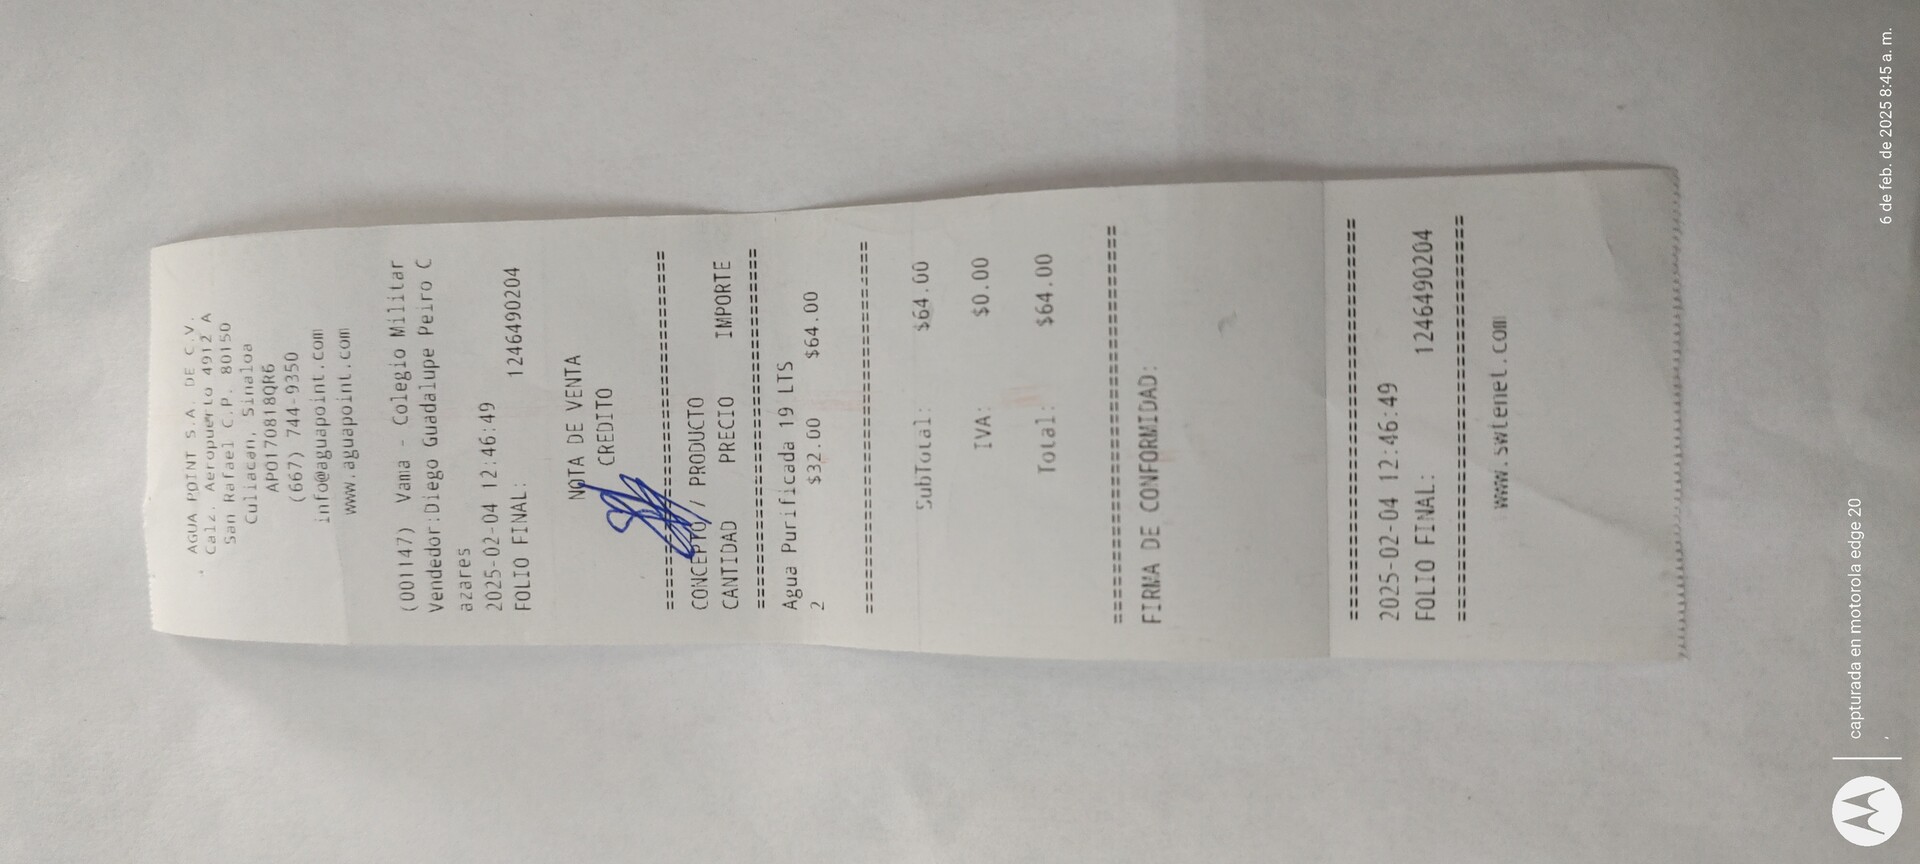 AGUA POINT S.A. DE C.V.
Calz. Aeropuerto 4912 A
San Rafael C.P. 80150
Culiacan, Sinaloa
APO170818QR6
(667) 744-9350
info@aguapoint.com
www.aguapoint.com
(001147) Vama - Colegio Militar
Vendedor:Diego Guadalupe Peiro C
azares
2025-02-04 12:46:49
FOLIO FINAL: 1246490204
NOTA DE VENTA
CREDITO
================================
CONCEPTO / PRODUCTO
CANTIDAD PRECIO IMPORTE
================================
Agua Purificada 19 LTS
2 $32.00 $64.00
================================
SubTotal: $64.00
IVA: $0.00
Total: $64.00
================================
FIRMA DE CONFORMIDAD:
================================
2025-02-04 12:46:49
FOLIO FINAL: 1246490204
================================
www.swtenet.com
capturada en motorola edge 20
6 de feb. de 2025 8:45 a. m.